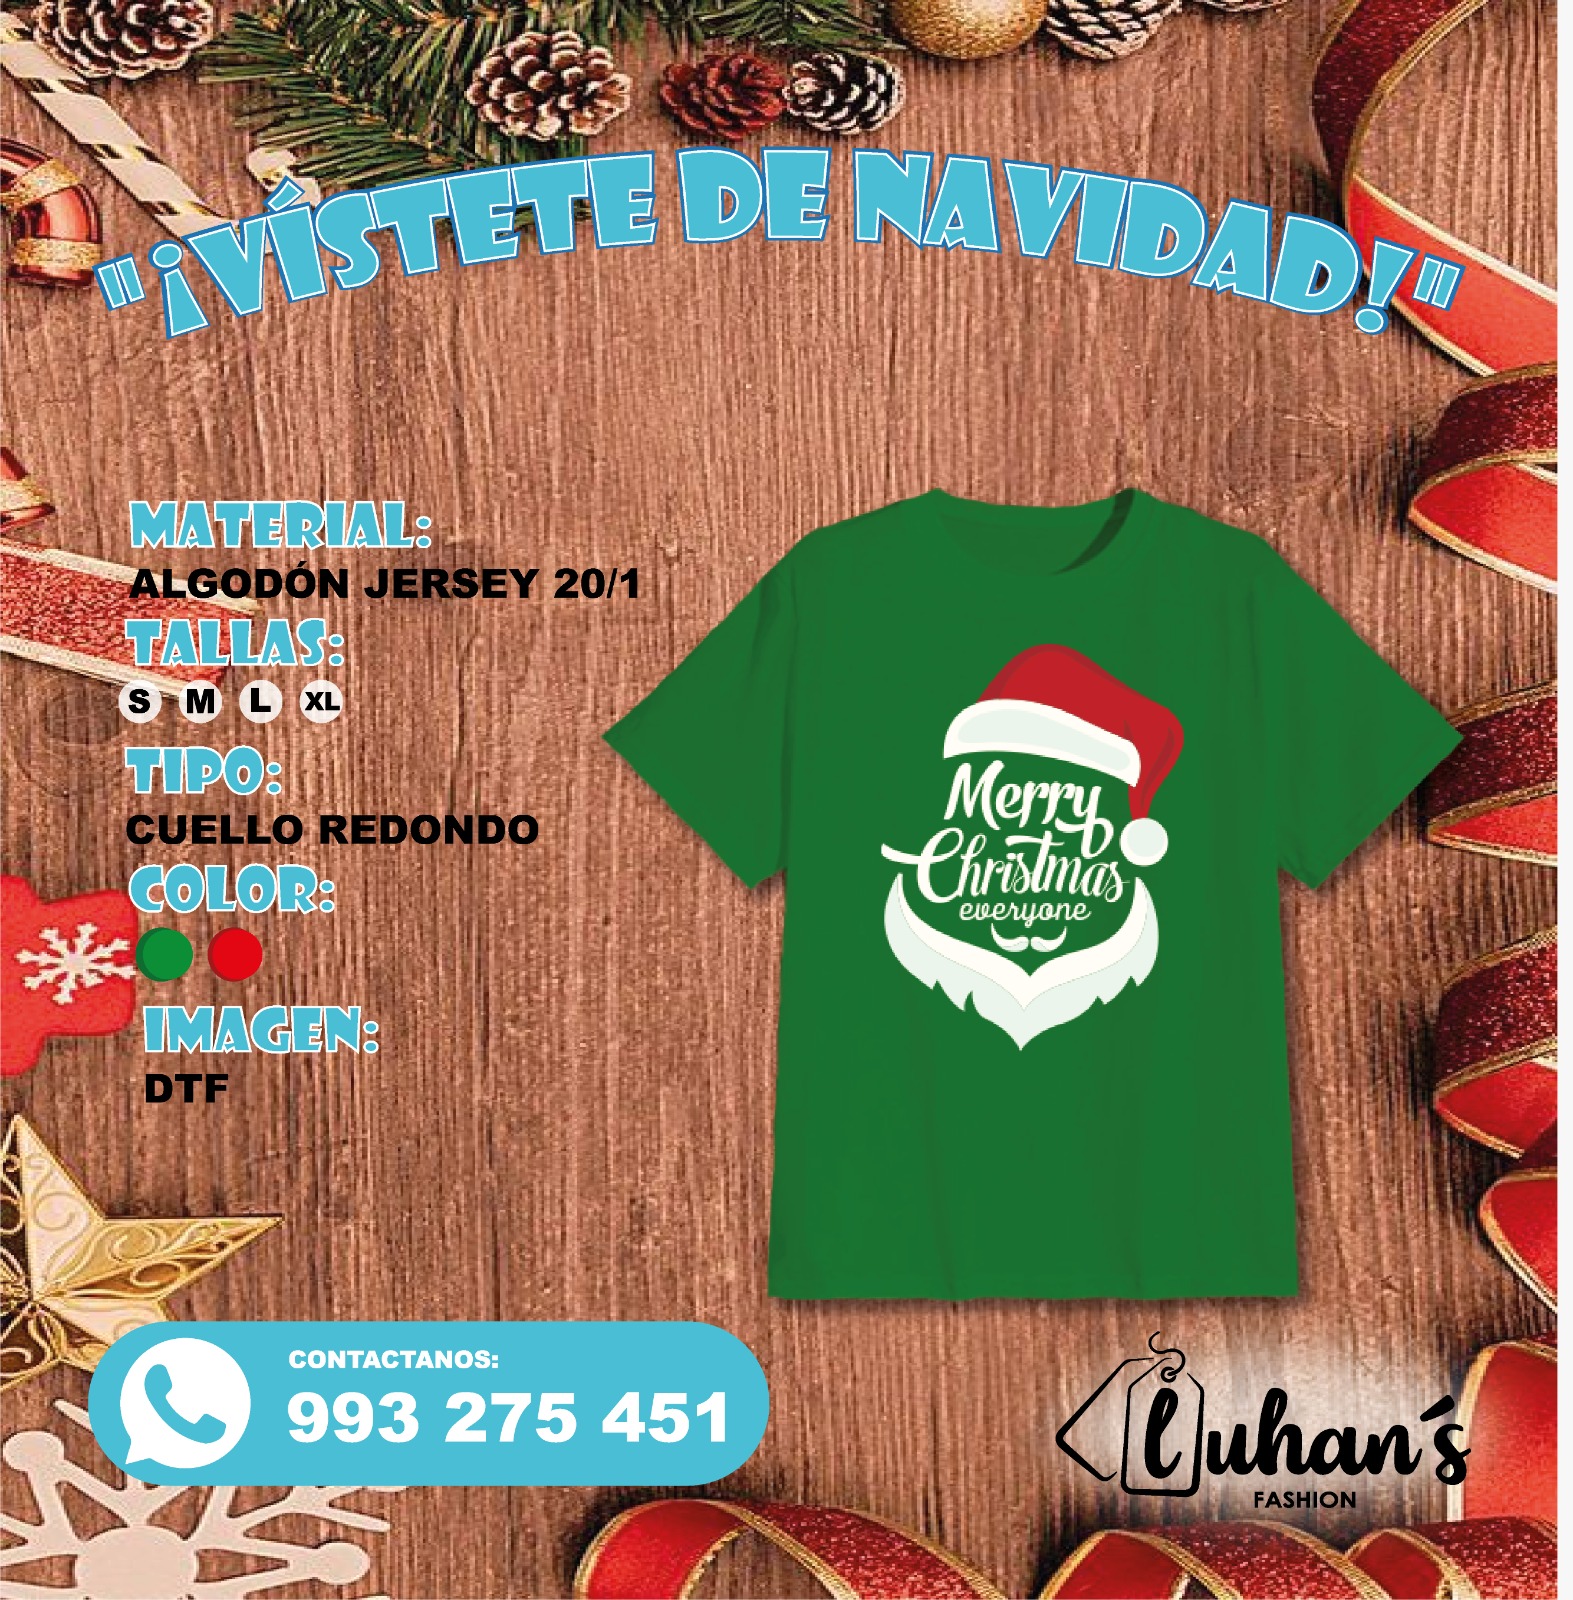 "¡VÍSTETE DE NAVIDAD!"
MATERIAL:
ALGODÓN JERSEY 20/1
TALLAS:
S M L XL
TIPO:
CUELLO REDONDO
COLOR:
IMAGEN:
DTF
Merry
Christmas
everyone
CONTACTANOS:
993 275 451
Luhan´s
FASHION